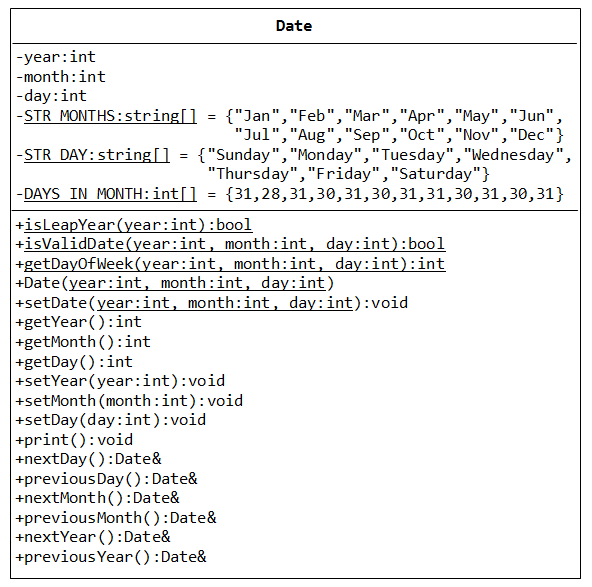 Date
-year:int
-month:int
-day:int
-STR_MONTHS:string[] = {"Jan","Feb","Mar","Apr","May","Jun",
"Jul","Aug","Sep","Oct","Nov","Dec"}
-STR_DAY:string[] = {"Sunday","Monday","Tuesday","Wednesday",
"Thursday","Friday","Saturday"}
-DAYS_IN_MONTH:int[] = {31,28,31,30,31,30,31,31,30,31,30,31}
+isLeapYear(year:int):bool
+isValidDate(year:int, month:int, day:int):bool
+getDayOfWeek(year:int, month:int, day:int):int
+Date(year:int, month:int, day:int)
+setDate(year:int, month:int, day:int):void
+getYear():int
+getMonth():int
+getDay():int
+setYear(year:int):void
+setMonth(month:int):void
+setDay(day:int):void
+print():void
+nextDay():Date&
+previousDay():Date&
+nextMonth():Date&
+previousMonth():Date&
+nextYear():Date&
+previousYear():Date&